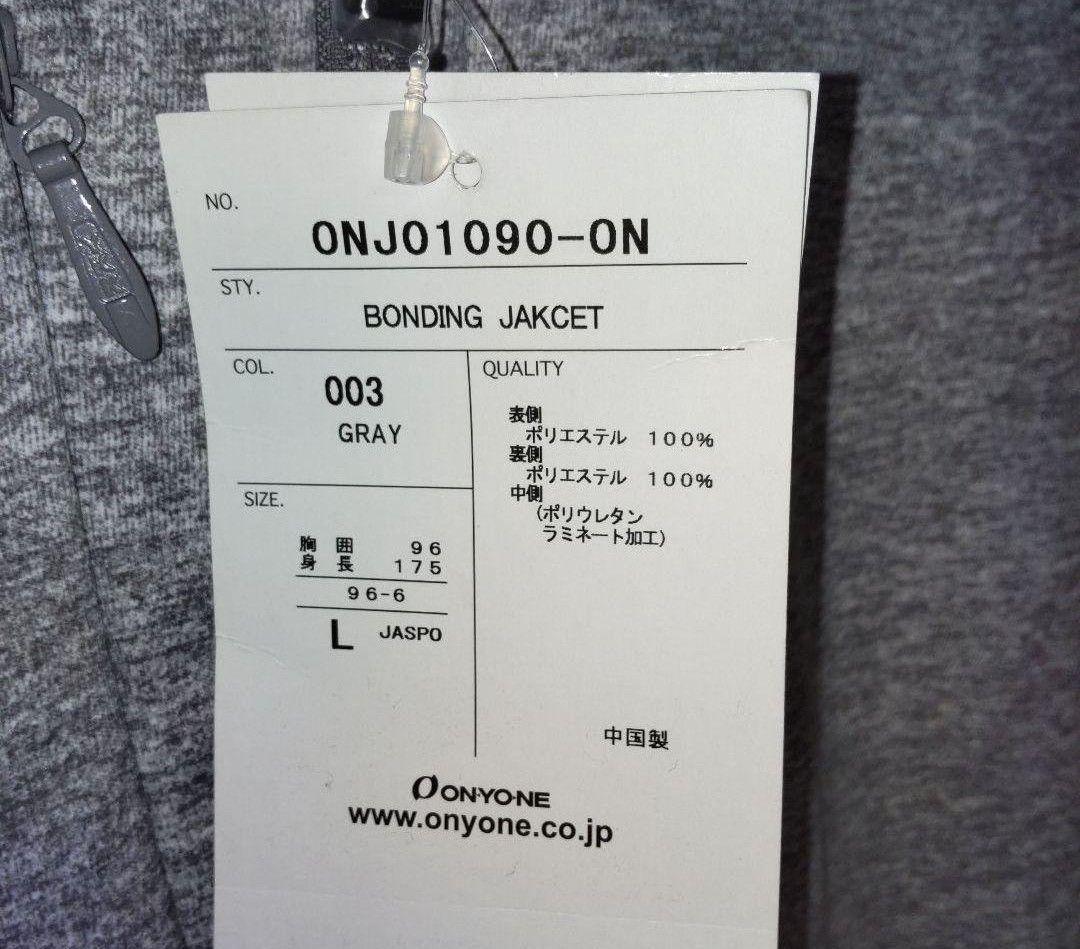 NO.
ONJ01090-ON
STY.
BONDING JAKCET
COL.
003
GRAY
SIZE.
胸囲 96
身長 175
96-6
L JASPO
QUALITY
表側
ポリエステル 100%
裏側
ポリエステル 100%
中側
(ポリウレタン
ラミネート加工)
中国製
ON・YO・NE
www.onyone.co.jp